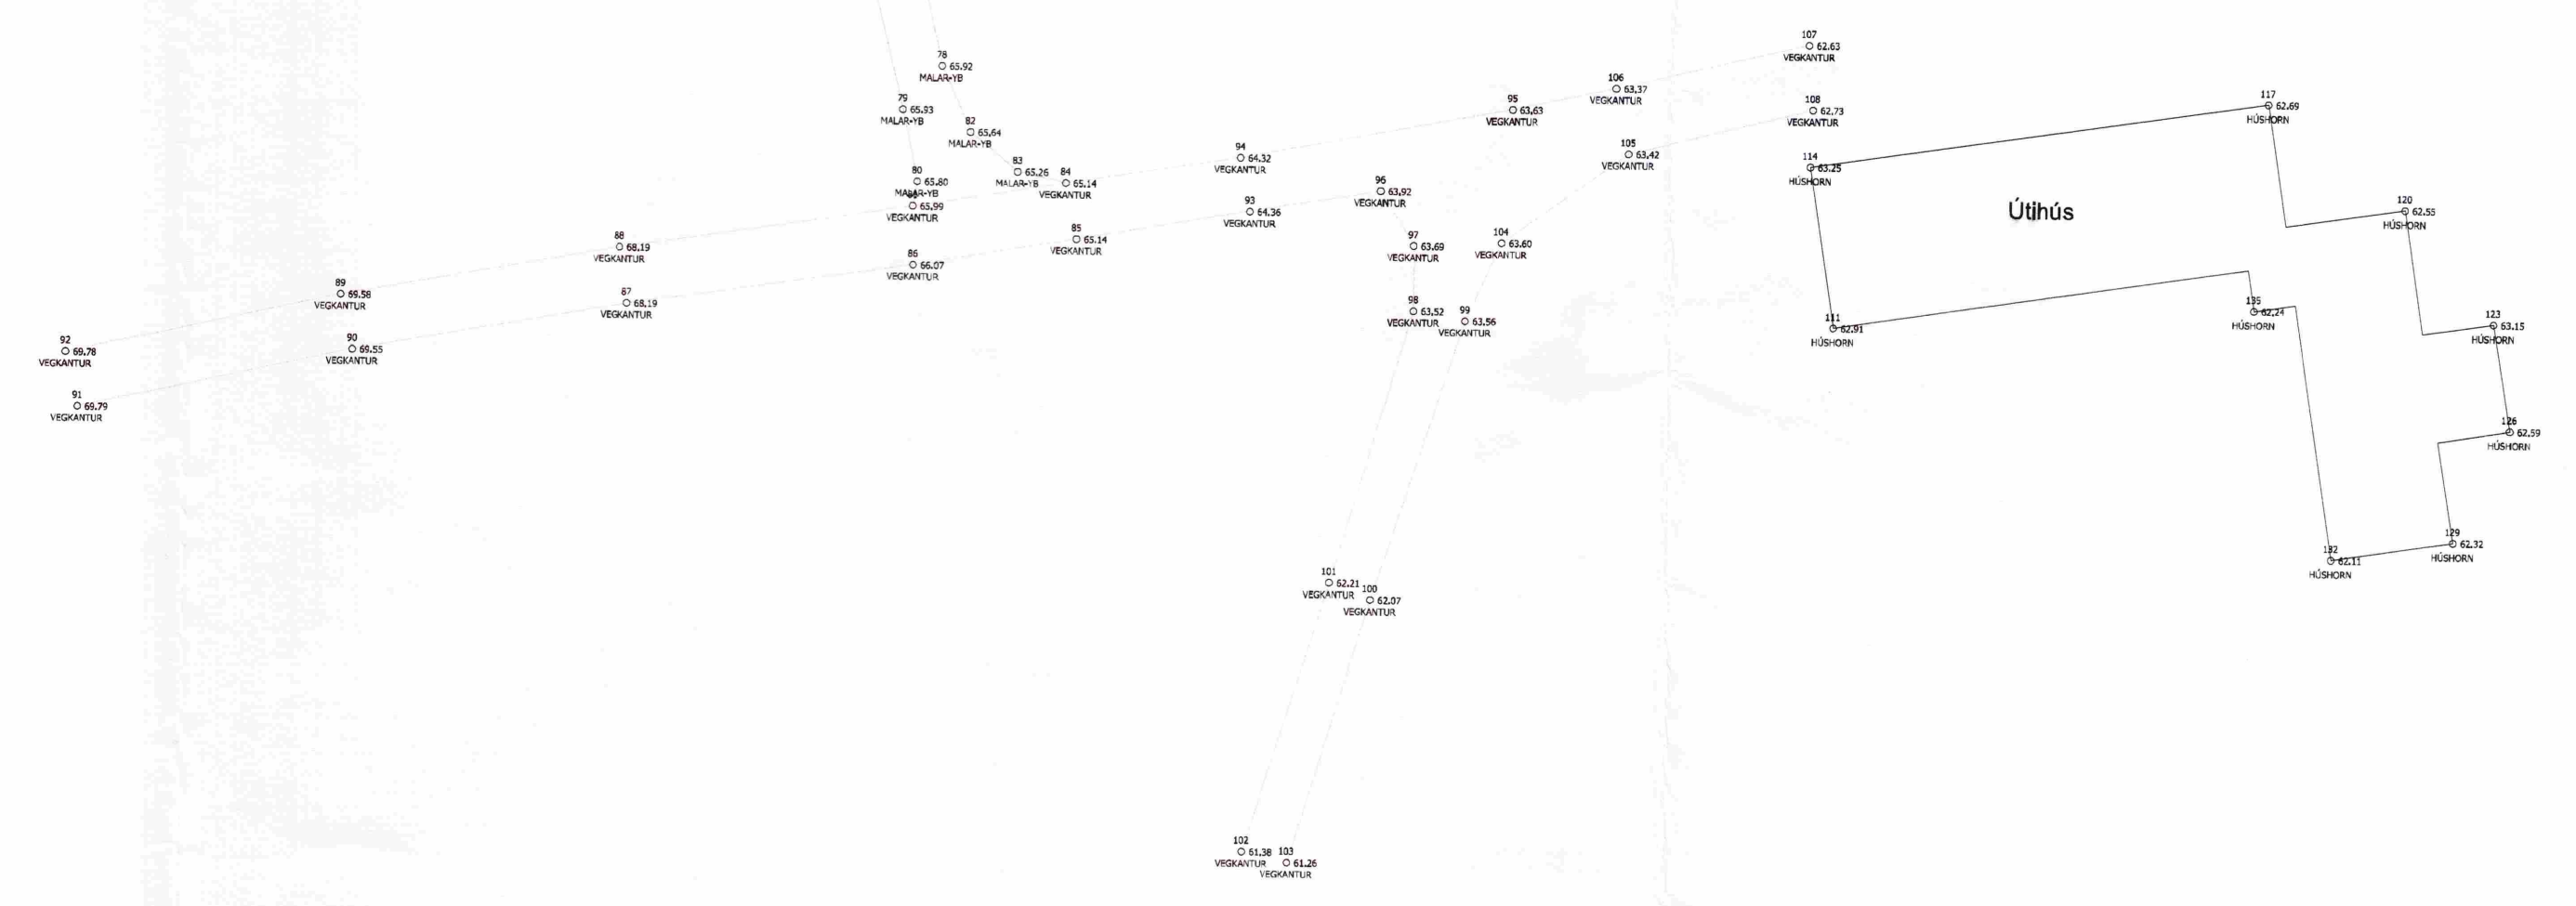 107
62.63
VEGKANTUR
78
65.92
MALAR-YB
106
63.37
VEGKANTUR
79
65.93
MALAR-YB
95
63.63
VEGKANTUR
108
62.73
VEGKANTUR
117
62.69
HÚSHORN
82
65.64
MALAR-YB
94
64.32
VEGKANTUR
105
63.42
VEGKANTUR
114
63.25
HÚSHORN
83
65.26
MALAR-YB
84
65.14
VEGKANTUR
80
65.80
MALAR-YB
65.99
VEGKANTUR
96
63.92
VEGKANTUR
93
64.36
VEGKANTUR
Útihús
120
62.55
HÚSHORN
88
68.19
VEGKANTUR
85
65.14
VEGKANTUR
97
63.69
VEGKANTUR
104
63.60
VEGKANTUR
86
66.07
VEGKANTUR
89
69.58
VEGKANTUR
87
68.19
VEGKANTUR
98
63.52
VEGKANTUR
99
63.56
VEGKANTUR
111
62.91
HÚSHORN
135
62.24
HÚSHORN
123
63.15
HÚSHORN
92
69.78
VEGKANTUR
90
69.55
VEGKANTUR
91
69.79
VEGKANTUR
126
62.59
HÚSHORN
129
62.32
HÚSHORN
132
62.11
HÚSHORN
101
62.21
VEGKANTUR
100
62.07
VEGKANTUR
102
61.38
VEGKANTUR
103
61.26
VEGKANTUR